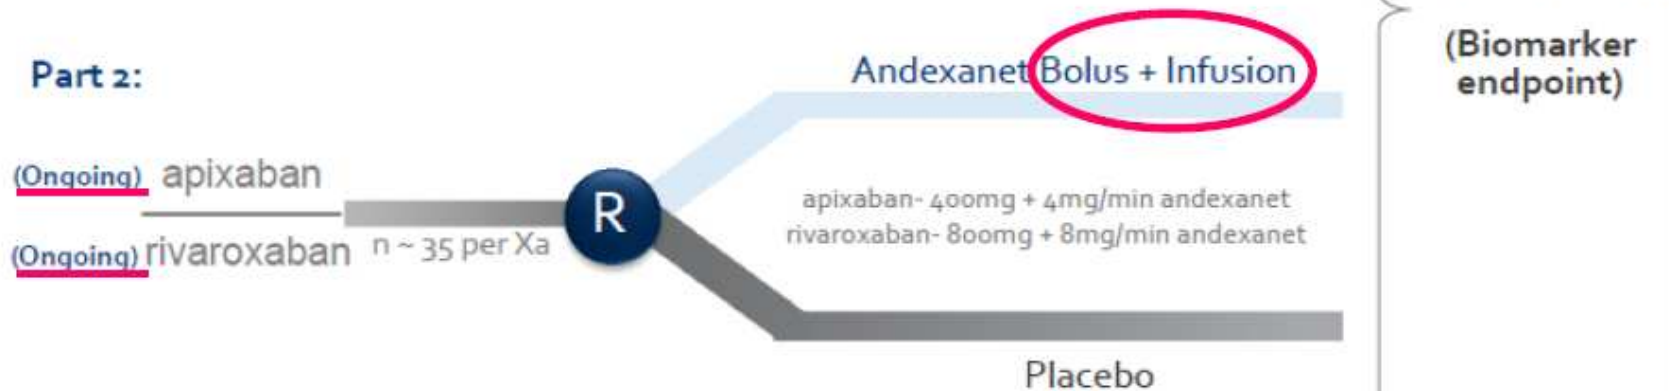 Part 2:
Andexanet Bolus + Infusion
(Biomarker
endpoint)
(Ongoing) apixaban
(Ongoing) rivaroxaban
n ~ 35 per Xa
R
apixaban- 400mg + 4mg/min andexanet
rivaroxaban- 800mg + 8mg/min andexanet
Placebo